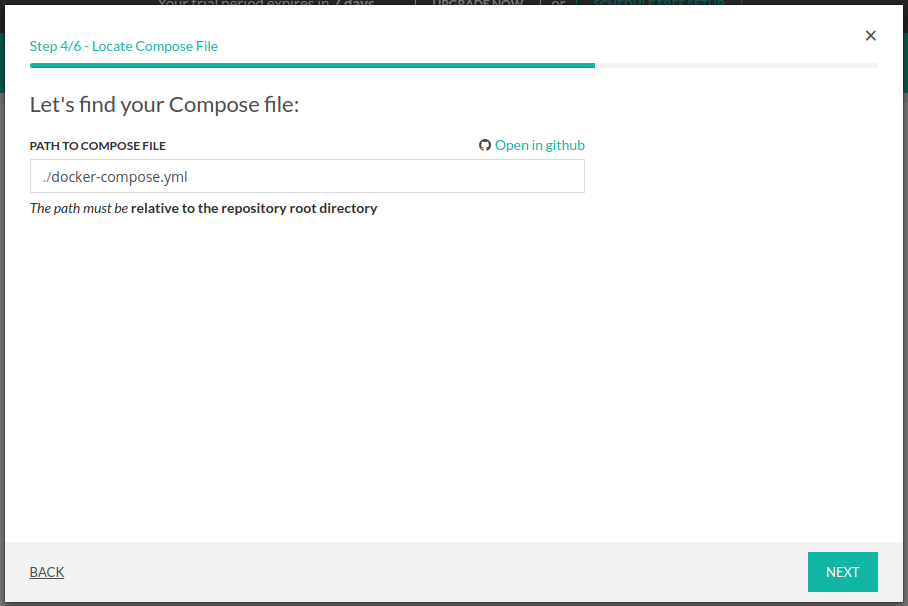 Your trial period expires in 7 days
UPGRADE NOW
or
SCHEDULE FREE SETUP
Step 4/6 - Locate Compose File
Let's find your Compose file:
PATH TO COMPOSE FILE
Open in github
./docker-compose.yml
The path must be relative to the repository root directory
BACK
NEXT